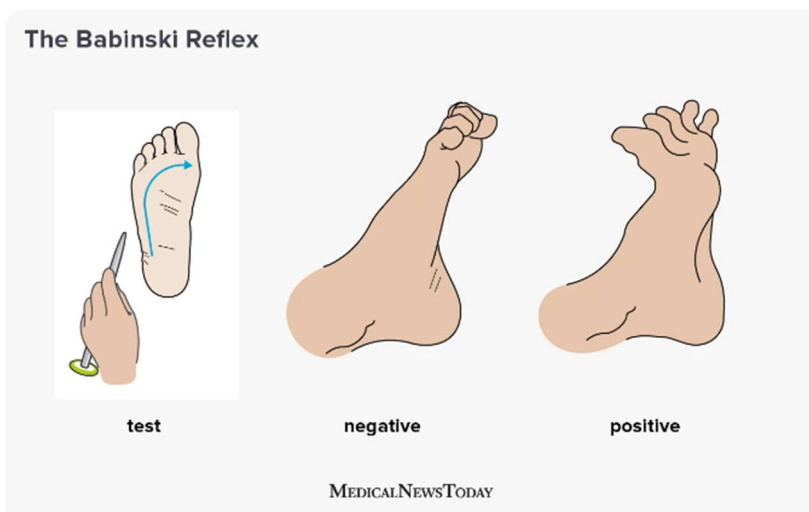 The Babinski Reflex
test
negative
positive
MEDICALNEWSTODAY